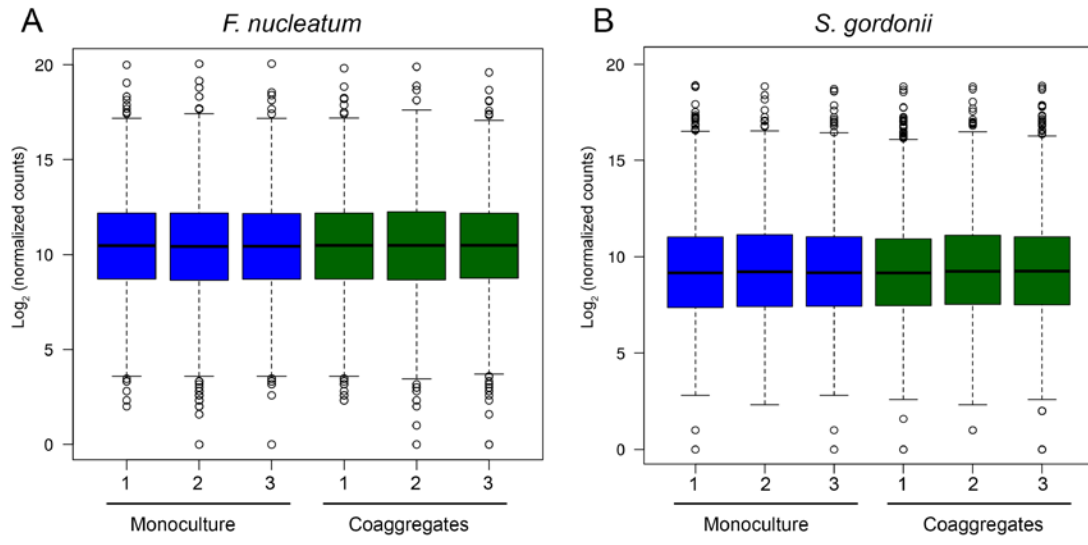 A
F. nucleatum
Log2 (normalized counts)
20
15
10
5
0
1 2 3 1 2 3
Monoculture Coaggregates
B
S. gordonii
Log2 (normalized counts)
20
15
10
5
0
1 2 3 1 2 3
Monoculture Coaggregates